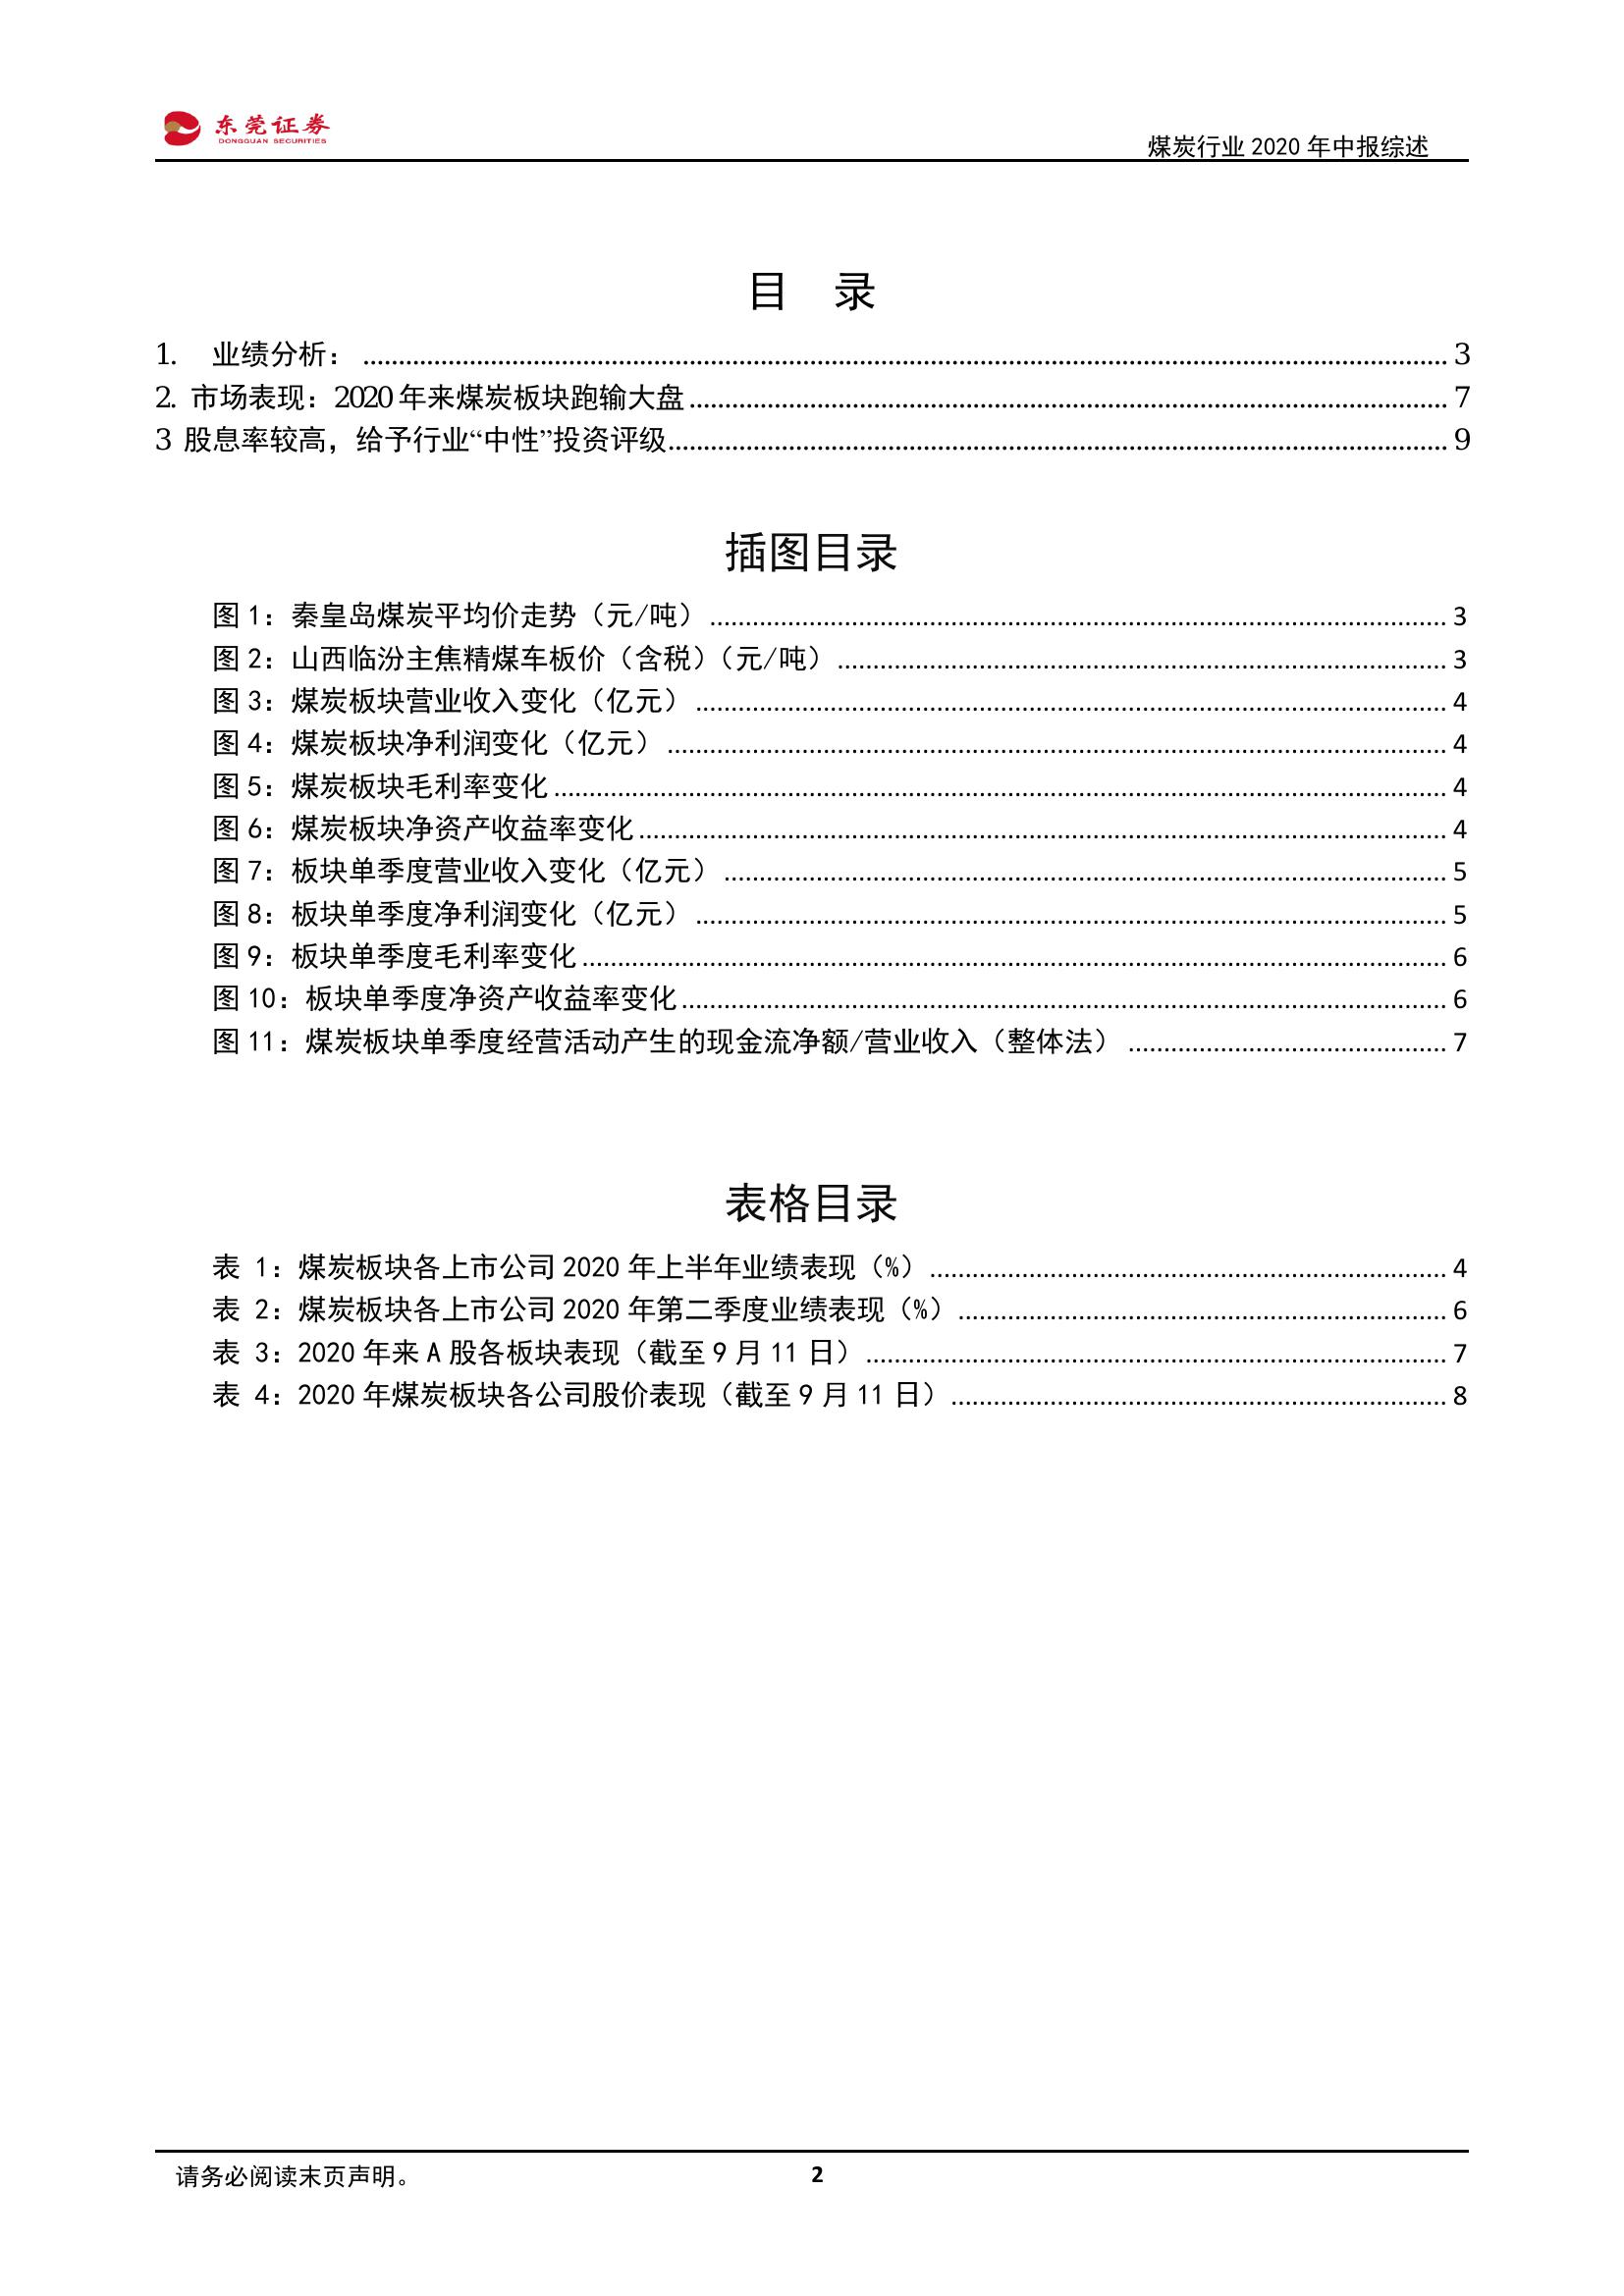 东莞证券
DONGGUAN SECURITIES
煤炭行业 2020 年中报综述
目 录
1. 业绩分析： ........................................ 3
2. 市场表现：2020 年来煤炭板块跑输大盘 ........................................ 7
3 股息率较高，给予行业“中性”投资评级 ........................................ 9
插图目录
图 1：秦皇岛煤炭平均价走势（元/吨） ........................................ 3
图 2：山西临汾主焦精煤车板价（含税）（元/吨） ........................................ 3
图 3：煤炭板块营业收入变化（亿元） ........................................ 4
图 4：煤炭板块净利润变化（亿元） ........................................ 4
图 5：煤炭板块毛利率变化 ........................................ 4
图 6：煤炭板块净资产收益率变化 ........................................ 4
图 7：板块单季度营业收入变化（亿元） ........................................ 5
图 8：板块单季度净利润变化（亿元） ........................................ 5
图 9：板块单季度毛利率变化 ........................................ 6
图 10：板块单季度净资产收益率变化 ........................................ 6
图 11：煤炭板块单季度经营活动产生的现金流净额/营业收入（整体法） ........................................ 7
表格目录
表 1：煤炭板块各上市公司 2020 年上半年业绩表现（%） ........................................ 4
表 2：煤炭板块各上市公司 2020 年第二季度业绩表现（%） ........................................ 6
表 3：2020 年来 A 股各板块表现（截至 9 月 11 日） ........................................ 7
表 4：2020 年煤炭板块各公司股价表现（截至 9 月 11 日） ........................................ 8
请务必阅读末页声明。
2